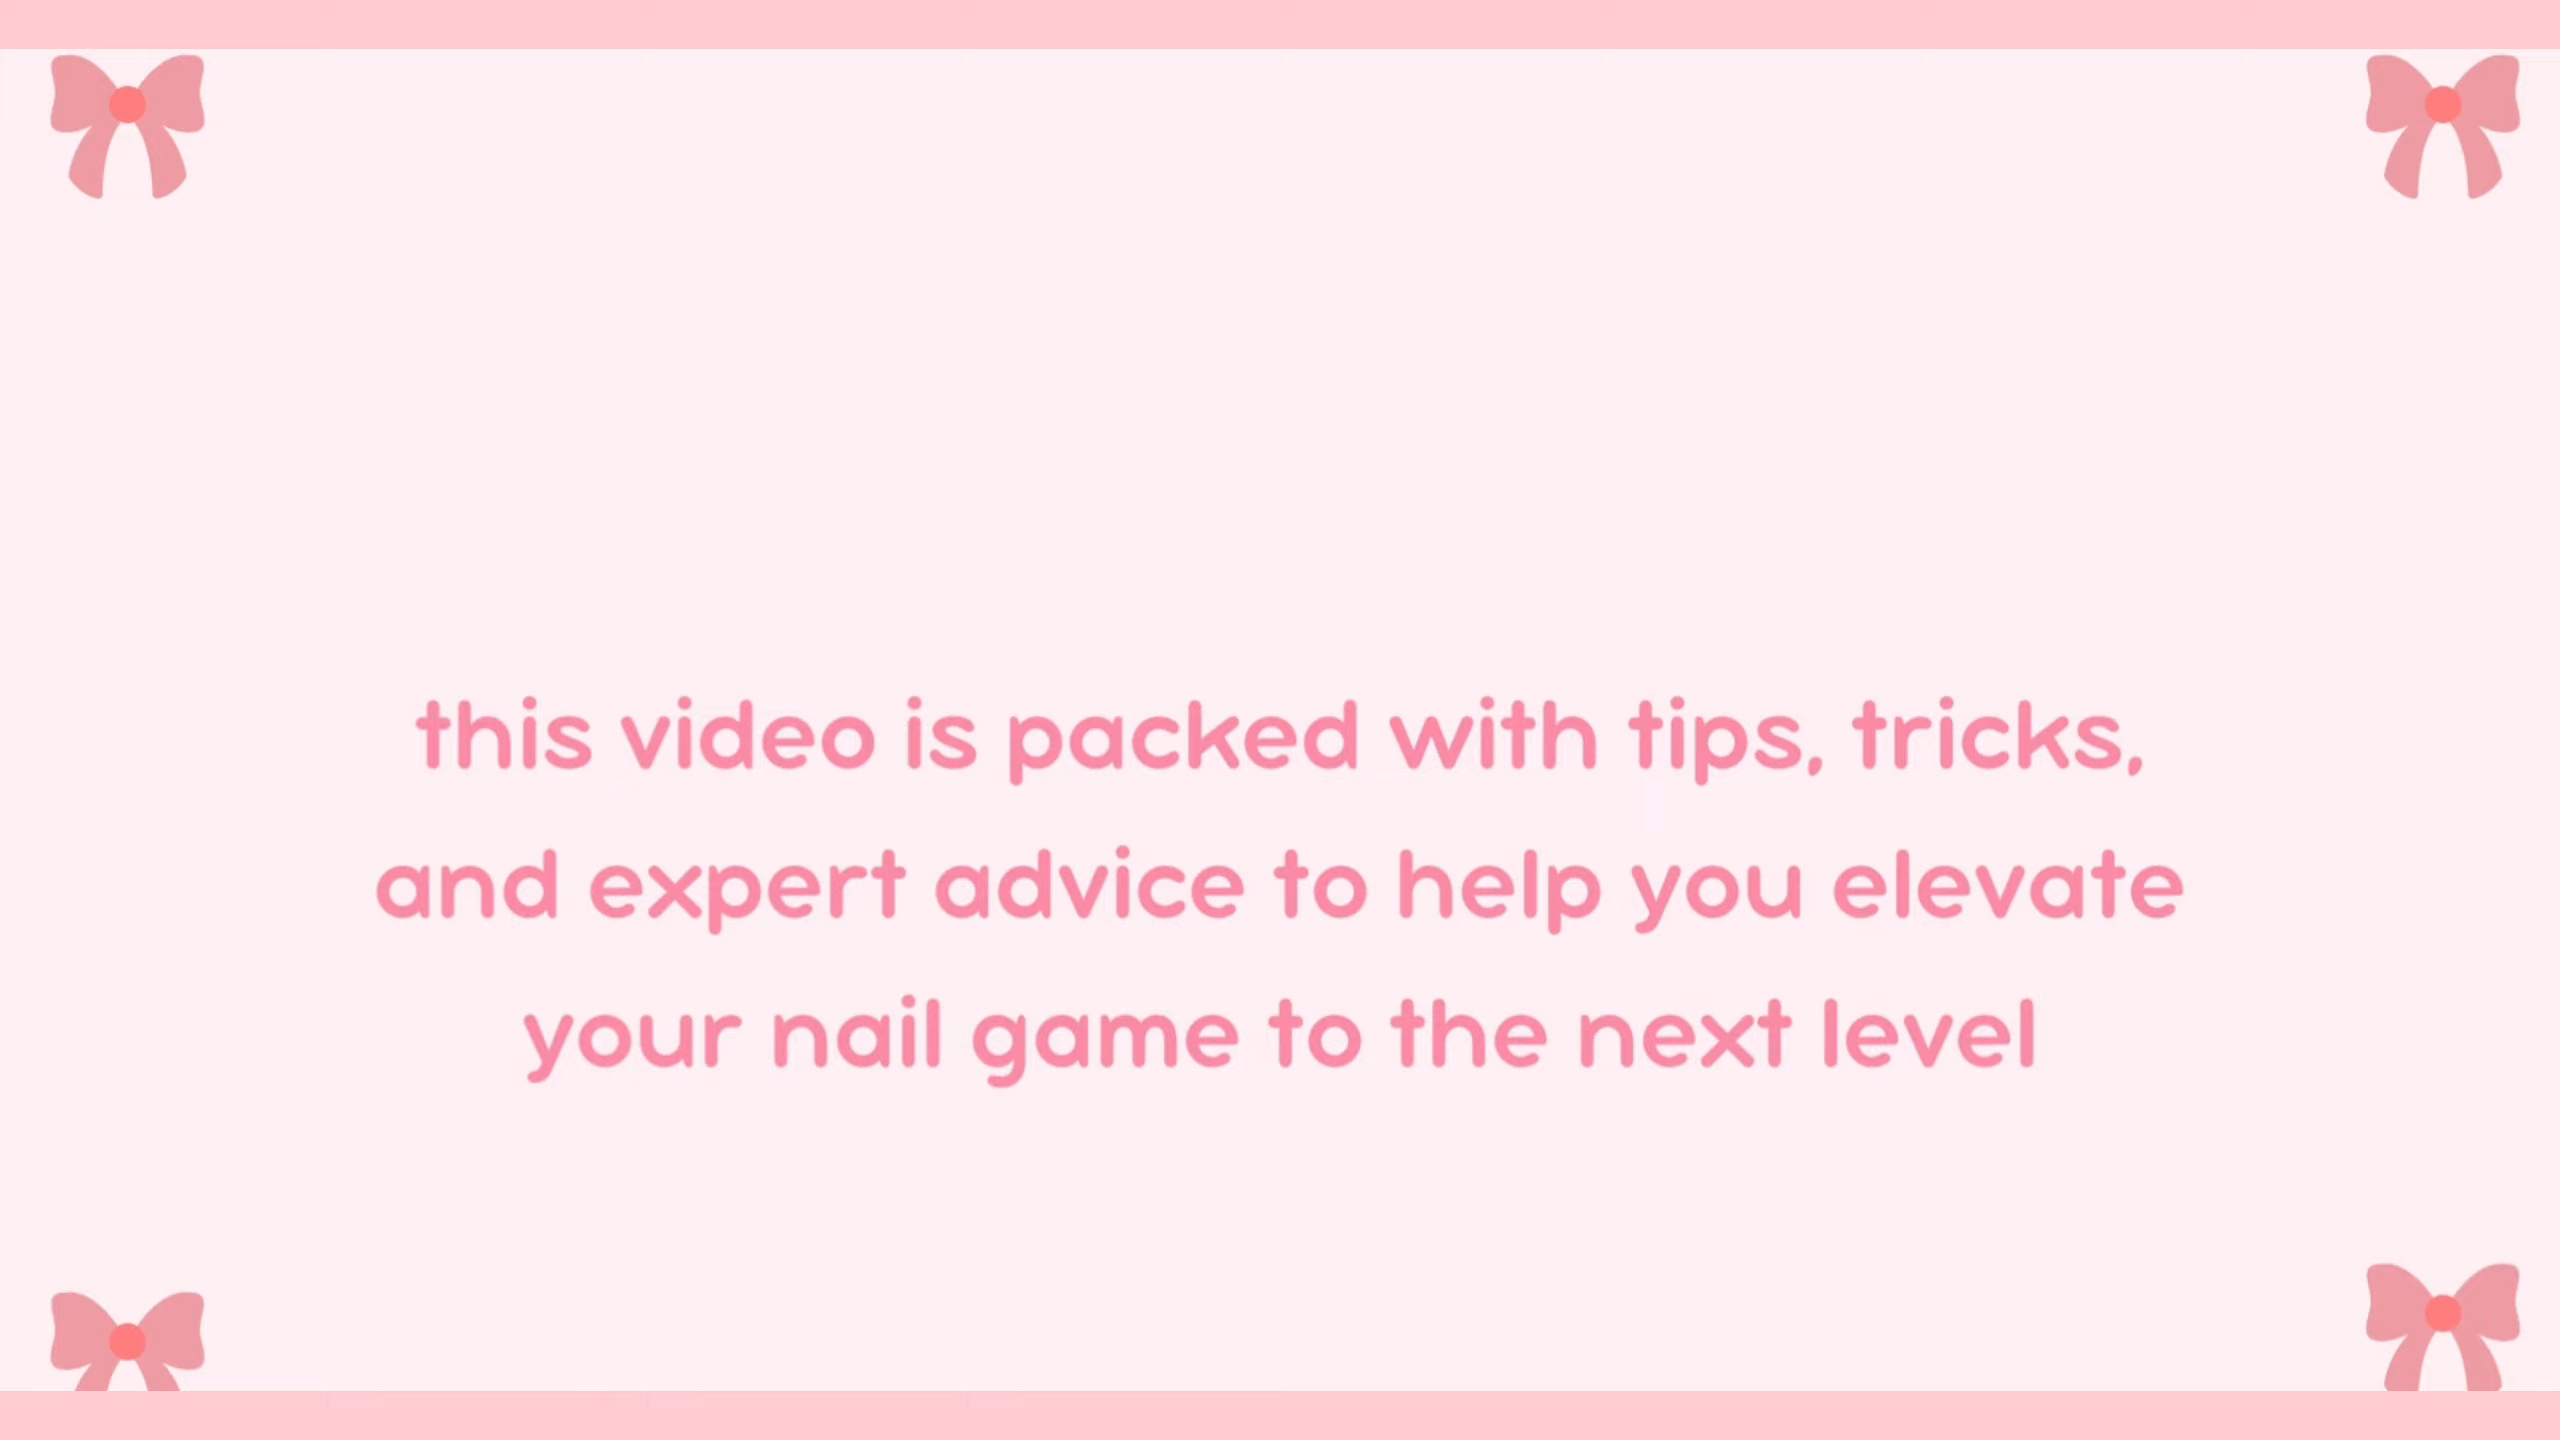 this video is packed with tips, tricks,
and expert advice to help you elevate
your nail game to the next level